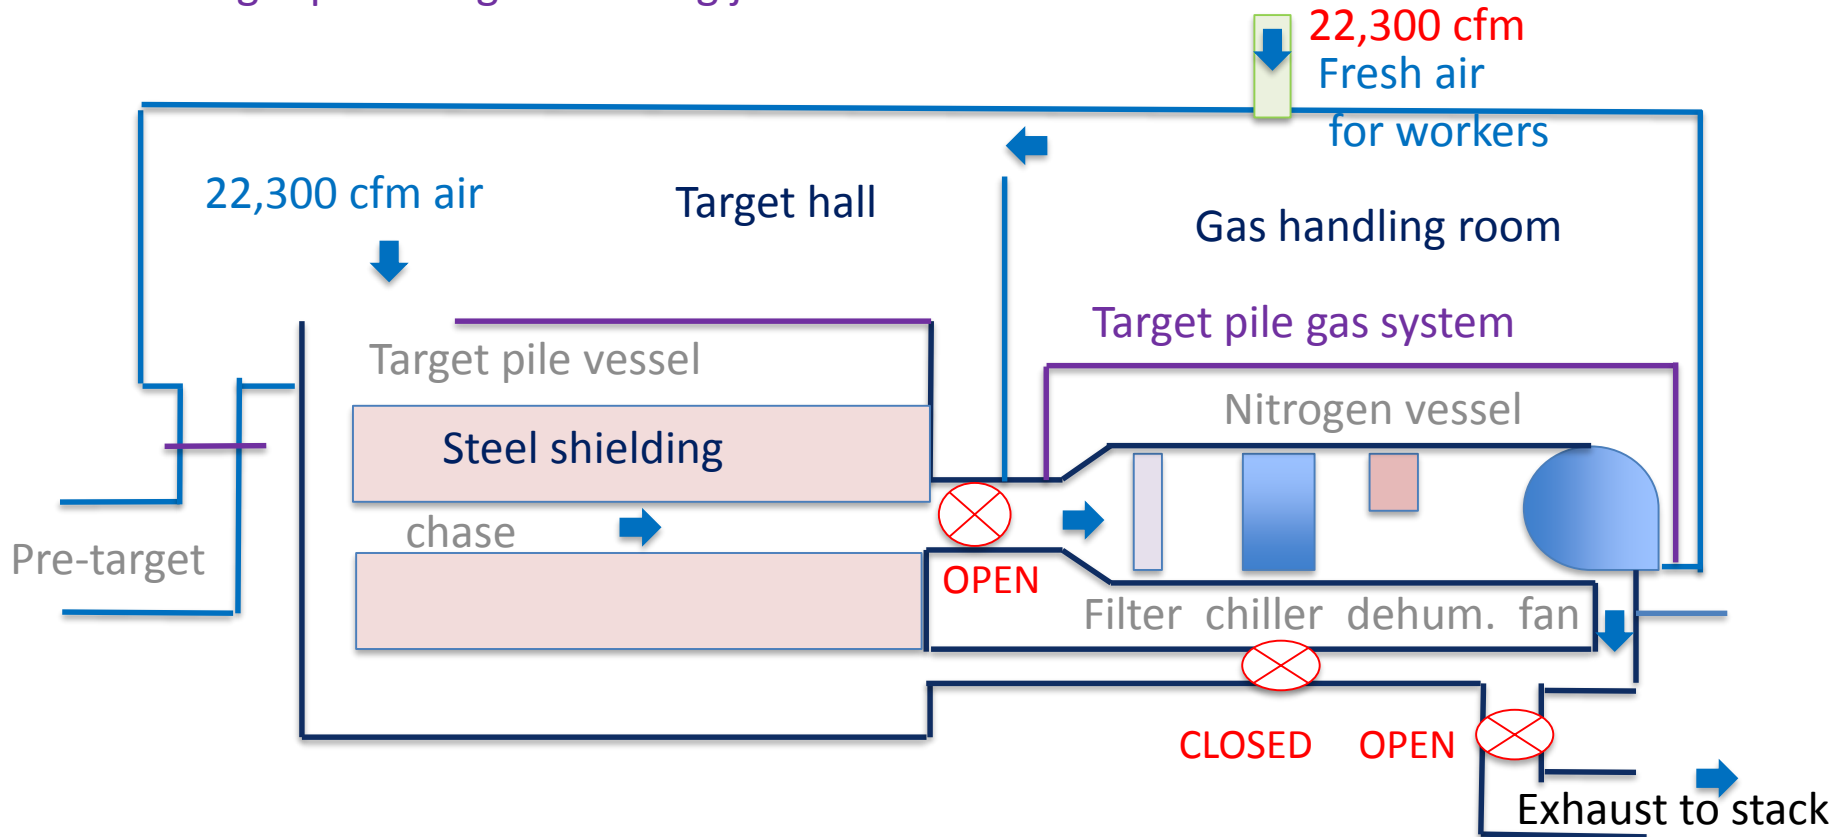 22,300 cfm
Fresh air
for workers
22,300 cfm air
Target hall
Gas handling room
Target pile gas system
Target pile vessel
Nitrogen vessel
Steel shielding
chase
Pre-target
OPEN
Filter chiller dehum. fan
CLOSED OPEN
Exhaust to stack